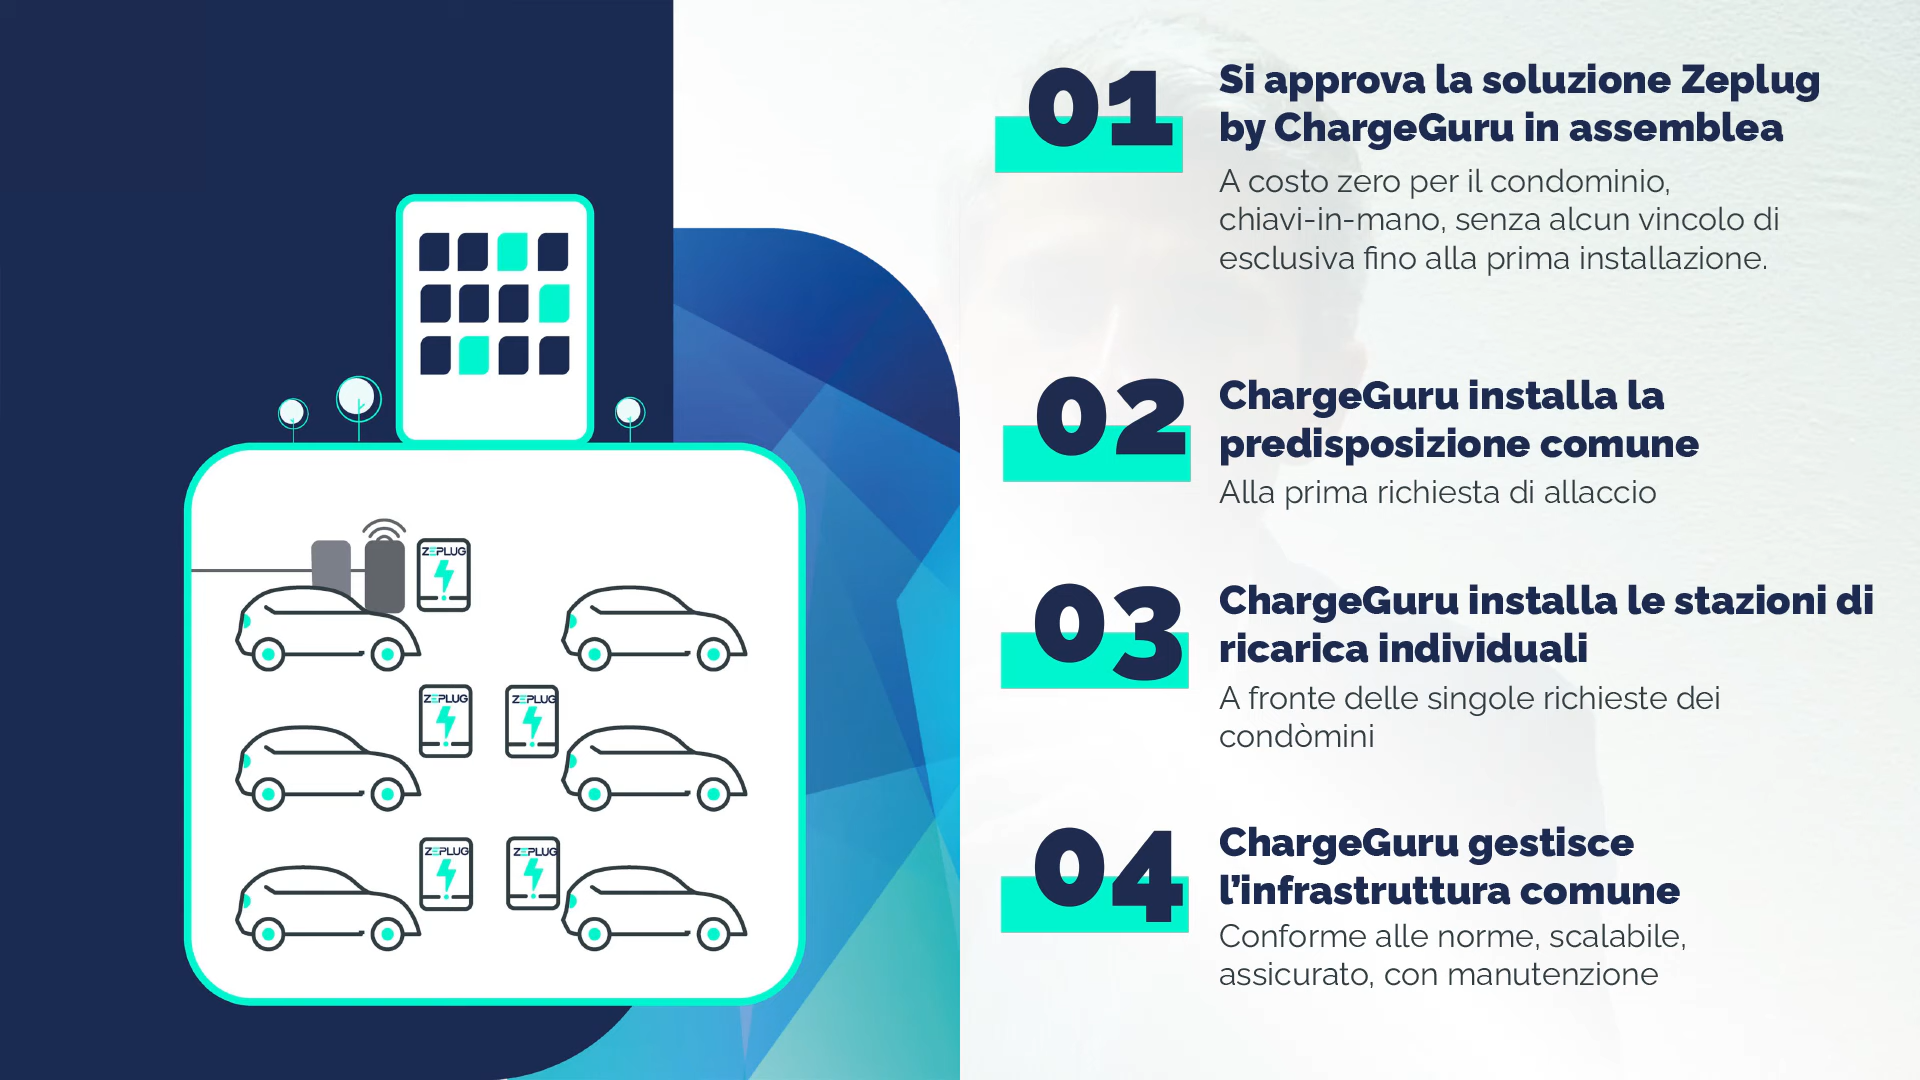 ZEPLUG
ZEPLUG
ZEPLUG
ZEPLUG
ZEPLUG
01
Si approva la soluzione Zeplug
by ChargeGuru in assemblea
A costo zero per il condominio,
chiavi-in-mano, senza alcun vincolo di
esclusiva fino alla prima installazione.
02
ChargeGuru installa la
predisposizione comune
Alla prima richiesta di allaccio
03
ChargeGuru installa le stazioni di
ricarica individuali
A fronte delle singole richieste dei
condòmini
04
ChargeGuru gestisce
l’infrastruttura comune
Conforme alle norme, scalabile,
assicurato, con manutenzione